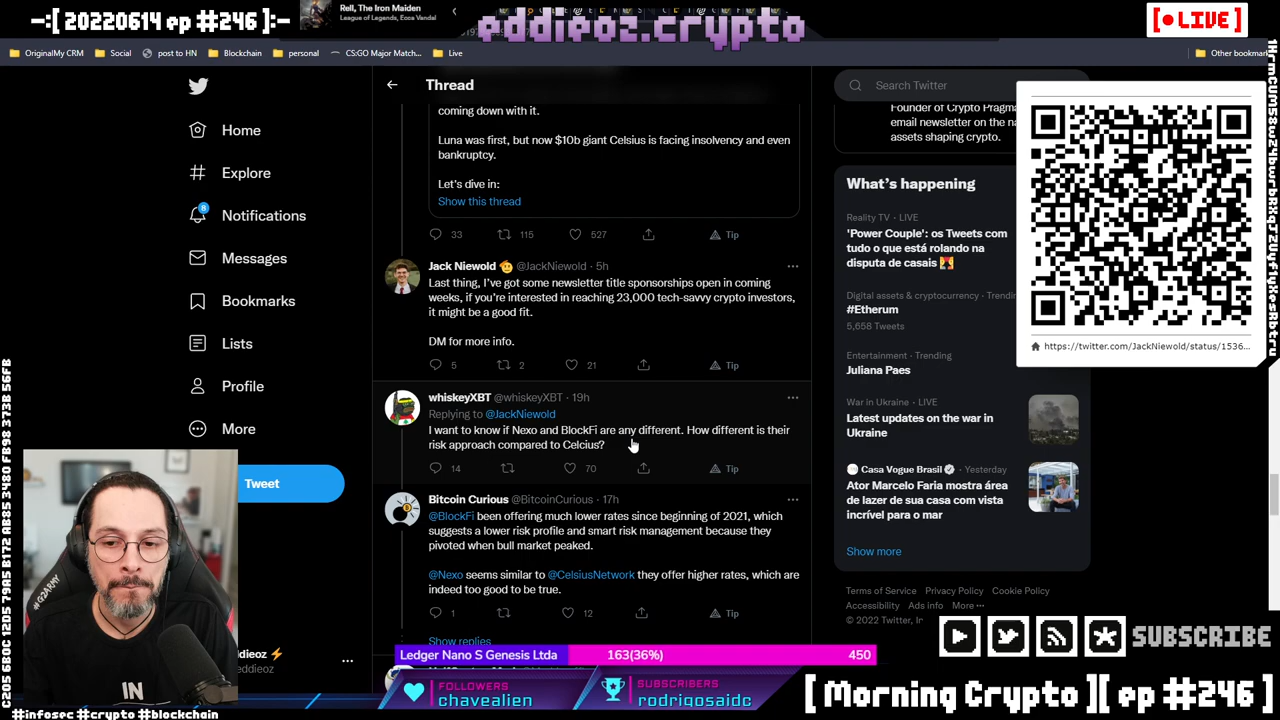 -:[ 20220614 ep #246 ]:-
Rell, The Iron Maiden
League of Legends, Ecca Vandal
eddieoz.crypto
[ LIVE ]
OriginalMy CRM
Social
post to HN
Blockchain
personal
CS:GO Major Match...
Live
Other bookmar
Home
Explore
8
Notifications
Messages
Bookmarks
Lists
Profile
More
Tweet
ddieoz
eddieoz
Thread
coming down with it.
Luna was first, but now $10b giant Celsius is facing insolvency and even
bankruptcy.
Let's dive in:
Show this thread
33 115 527 Tip
Jack Niewold @JackNiewold · 5h
Last thing, I've got some newsletter title sponsorships open in coming
weeks, if you're interested in reaching 23,000 tech-savvy crypto investors,
it might be a good fit.
DM for more info.
5 2 21 Tip
whiskeyXBT @whiskeyXBT · 19h
Replying to @JackNiewold
I want to know if Nexo and BlockFi are any different. How different is their
risk approach compared to Celcius?
14 70 Tip
Bitcoin Curious @BitcoinCurious · 17h
@BlockFi been offering much lower rates since beginning of 2021, which
suggests a lower risk profile and smart risk management because they
pivoted when bull market peaked.
@Nexo seems similar to @CelsiusNetwork they offer higher rates, which are
indeed too good to be true.
1 12 Tip
Show replies
Search Twitter
Founder of Crypto Pragm
email newsletter on the na
assets shaping crypto.
What's happening
Reality TV · LIVE
'Power Couple': os Tweets com
tudo o que está rolando na
disputa de casais
Digital assets & cryptocurrency · Trendin
#Etherum
5,658 Tweets
Entertainment · Trending
Juliana Paes
War in Ukraine · LIVE
Latest updates on the war in
Ukraine
Casa Vogue Brasil · Yesterday
Ator Marcelo Faria mostra área
de lazer de sua casa com vista
incrível para o mar
Show more
Terms of Service Privacy Policy Cookie Policy
Accessibility Ads info More ···
© 2022 Twitter, In
https://twitter.com/JackNiewold/status/1536...
SUBSCRIBE
Ledger Nano S Genesis Ltda
163(36%)
450
FOLLOWERS
chavealien
SUBSCRIBERS
rodrigosaidc
[ Morning Crypto ][ ep #246 ]
#infosec #crypto #blockchain
#G2ARMY
IN